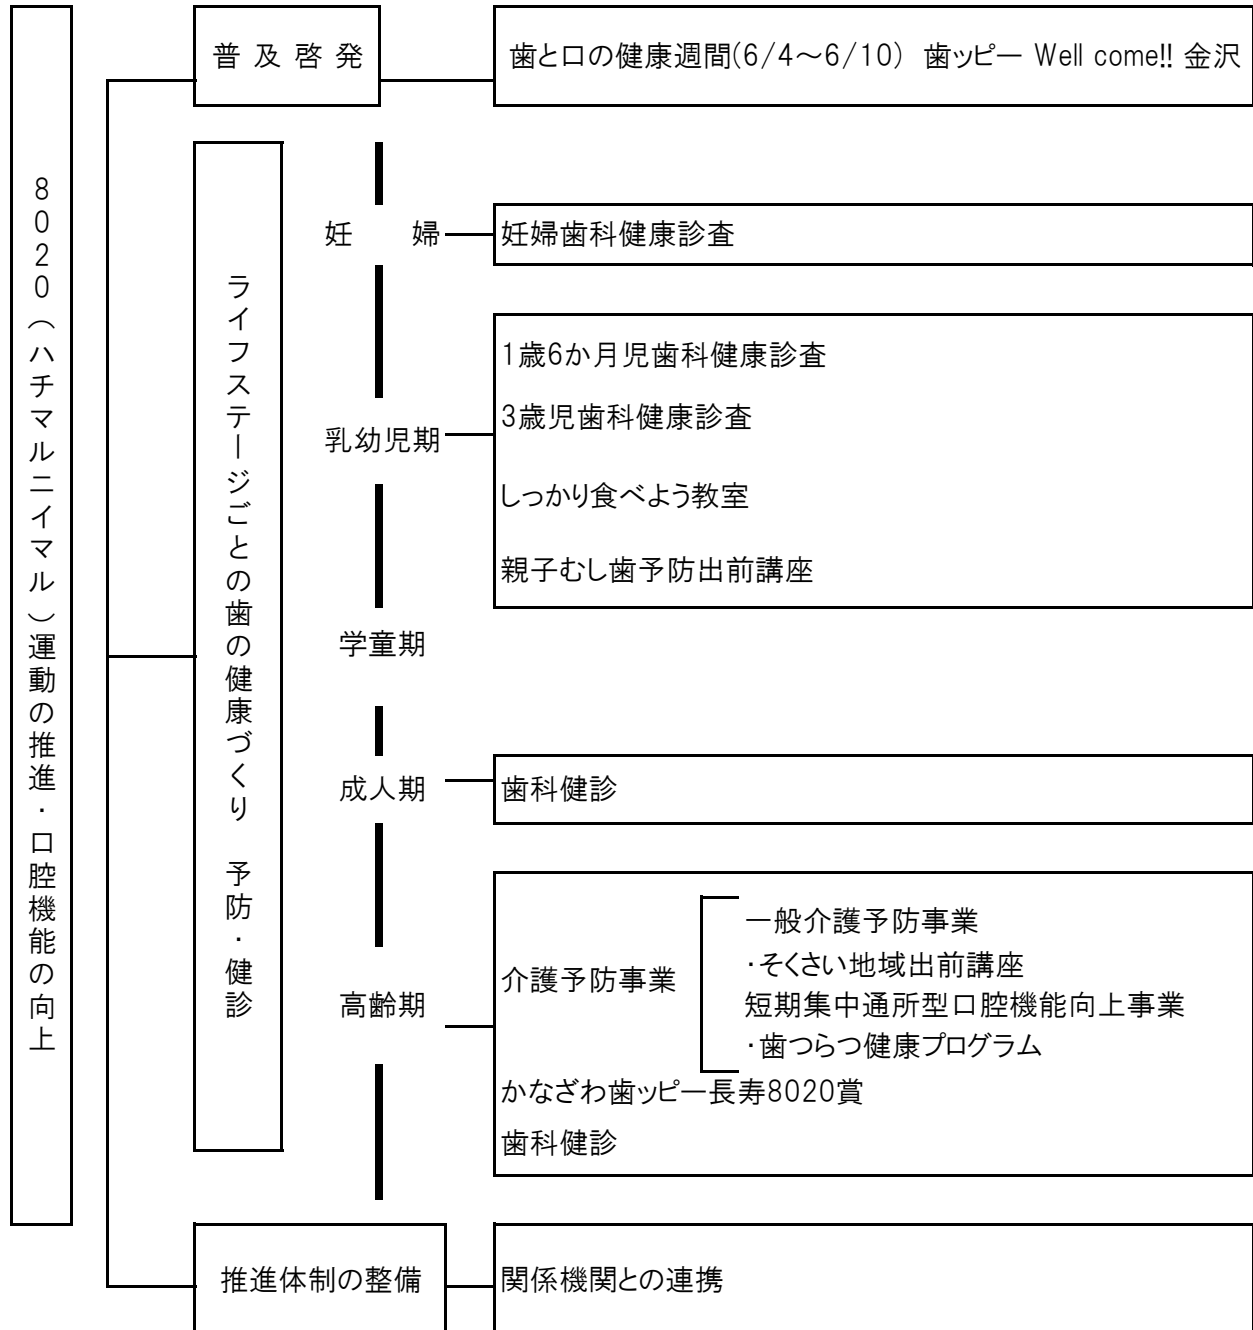 8020（ハチマルニイマル）運動の推進・口腔機能の向上
普及啓発
歯と口の健康週間(6/4～6/10) 歯ッピー Well come!! 金沢
ライフステージごとの歯の健康づくり 予防・健診
妊 婦
妊婦歯科健康診査
乳幼児期
1歳6か月児歯科健康診査
3歳児歯科健康診査
しっかり食べよう教室
親子むし歯予防出前講座
学童期
成人期
歯科健診
高齢期
介護予防事業
一般介護予防事業
・そくさい地域出前講座
短期集中通所型口腔機能向上事業
・歯つらつ健康プログラム
かなざわ歯ッピー長寿8020賞
歯科健診
推進体制の整備
関係機関との連携